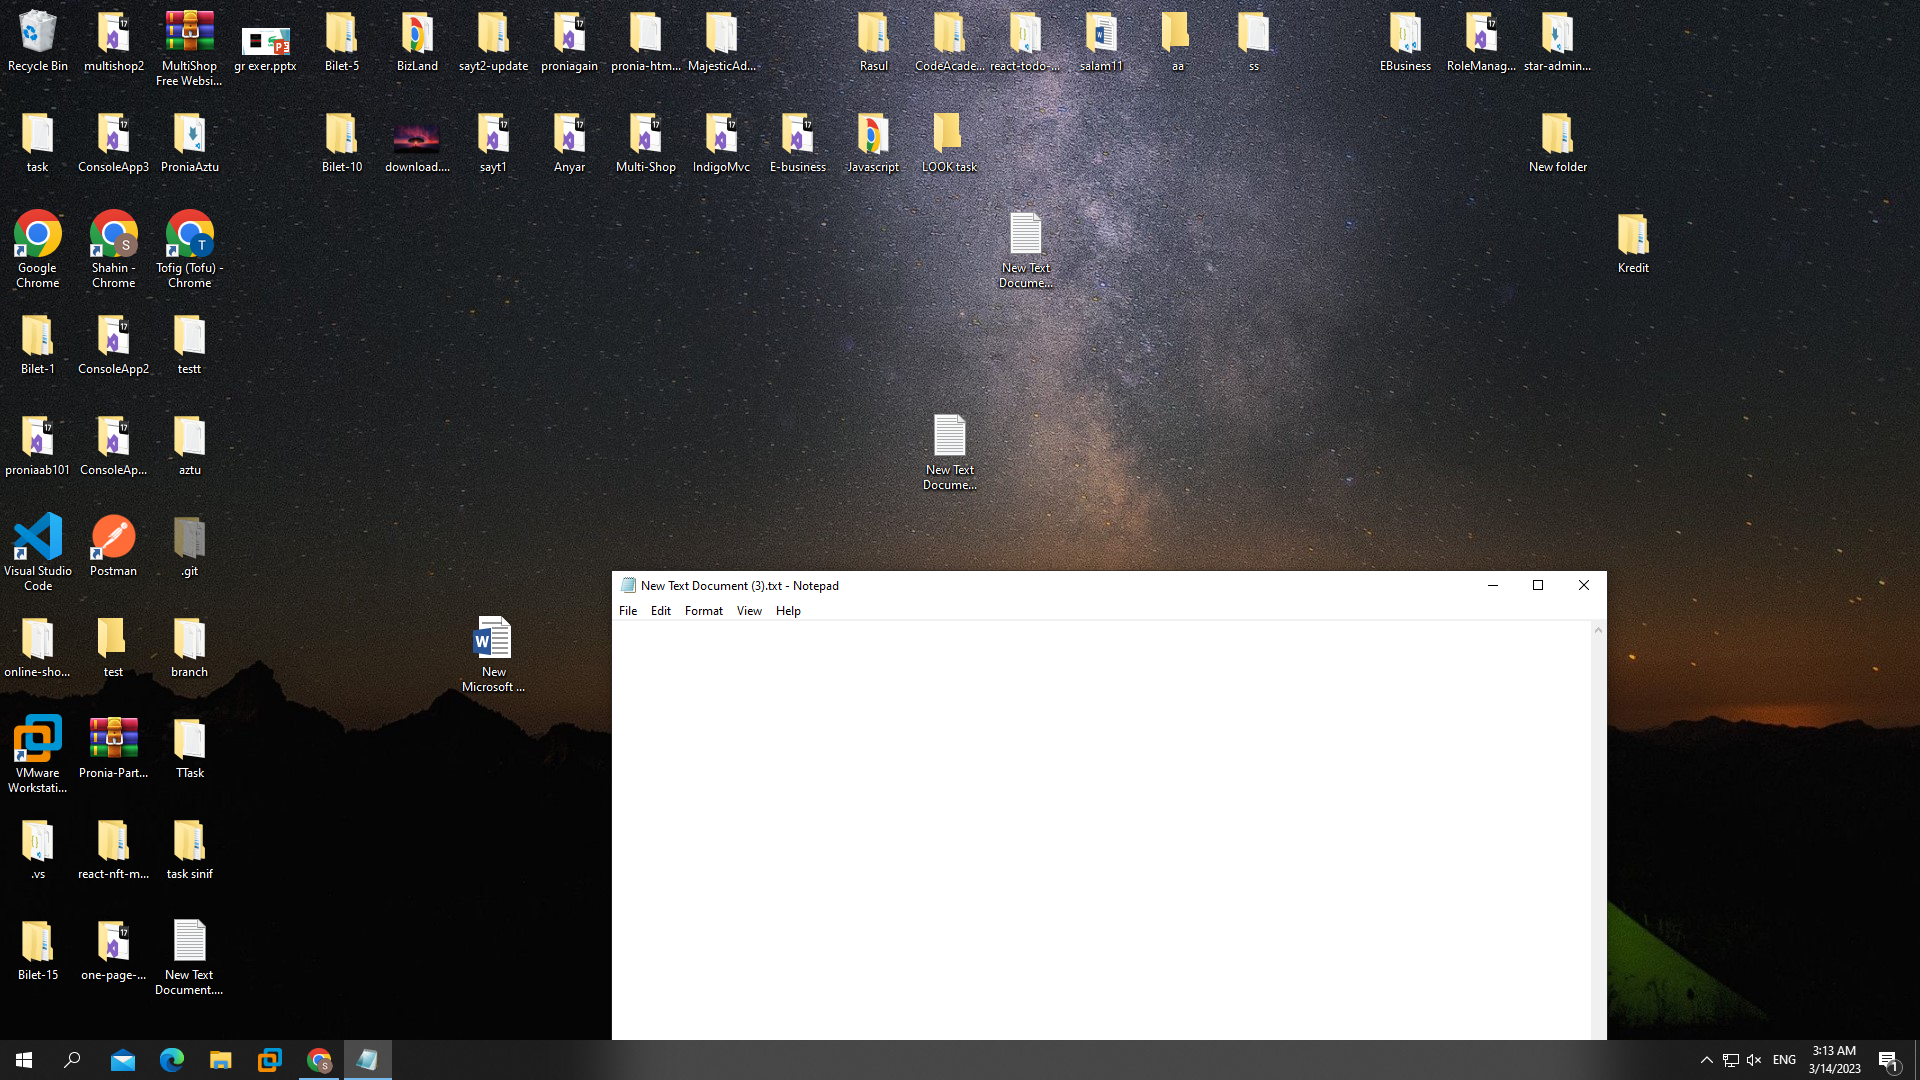 Recycle Bin
multishop2
MultiShop
Free Websi...
gr exer.pptx
Bilet-5
BizLand
sayt2-update
proniagain
pronia-htm...
MajesticAd...
Rasul
CodeAcade...
react-todo-...
salam11
aa
ss
EBusiness
RoleManag...
star-admin...
task
ConsoleApp3
ProniaAztu
Bilet-10
download....
sayt1
Anyar
Multi-Shop
IndigoMvc
E-business
Javascript
LOOK task
New folder
Google
Chrome
Shahin -
Chrome
Tofig (Tofu) -
Chrome
New Text
Docume...
Kredit
Bilet-1
ConsoleApp2
testt
proniaab101
ConsoleAp...
aztu
New Text
Docume...
Visual Studio
Code
Postman
.git
New Text Document (3).txt - Notepad
File Edit Format View Help
online-sho...
test
branch
New
Microsoft ...
VMware
Workstati...
Pronia-Part...
TTask
.vs
react-nft-m...
task sinif
Bilet-15
one-page-...
New Text
Document....
ENG
3:13 AM
3/14/2023
1